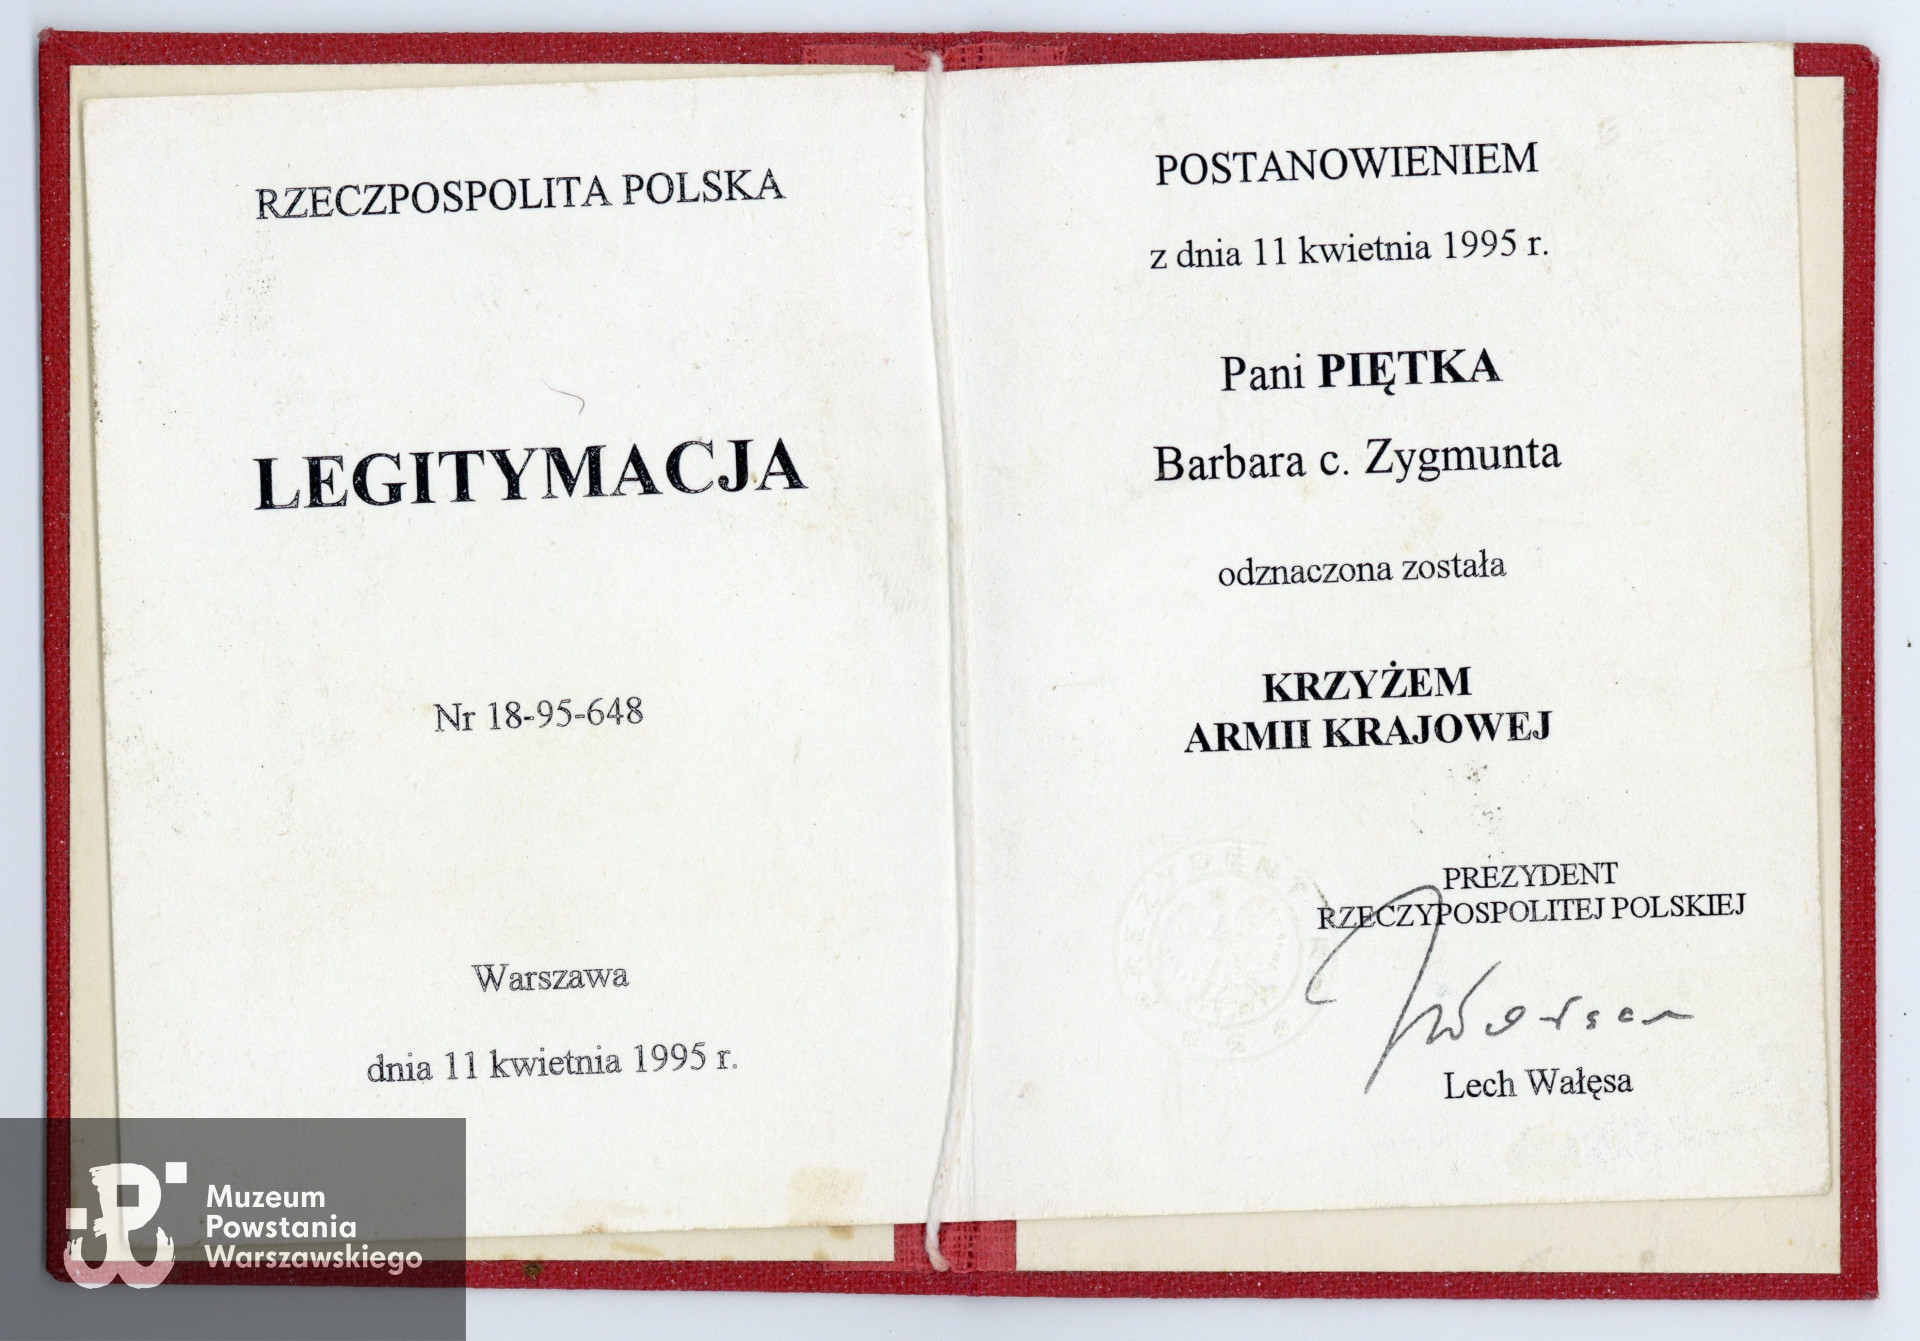 RZECZPOSPOLITA POLSKA
LEGITYMACJA
Nr 18-95-648
Warszawa
dnia 11 kwietnia 1995 r.
POSTANOWIENIEM
z dnia 11 kwietnia 1995 r.
Pani PIĘTKA
Barbara c. Zygmunta
odznaczona została
KRZYŻEM
ARMII KRAJOWEJ
PREZYDENT
RZECZYPOSPOLITEJ POLSKIEJ
Lech Wałęsa
Muzeum
Powstania
Warszawskiego